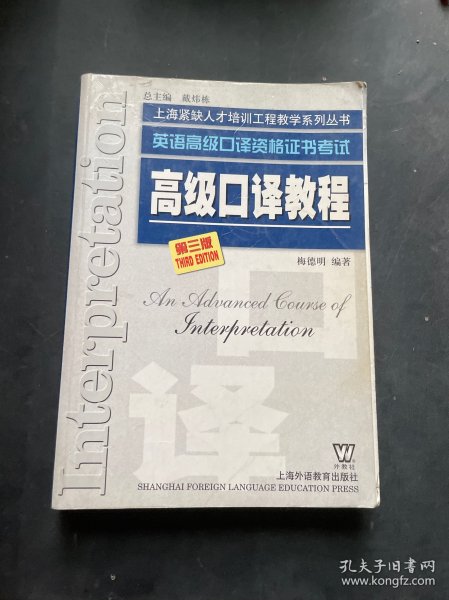 总主编 戴炜栋
上海紧缺人才培训工程教学系列丛书
英语高级口译资格证书考试
高级口译教程
第三版
THIRD EDITION
梅德明 编著
An Advanced Course of
Interpretation
Interpretation
口
译
W
外教社
上海外语教育出版社
SHANGHAI FOREIGN LANGUAGE EDUCATION PRESS
孔夫子旧书网
www.kongfz.com